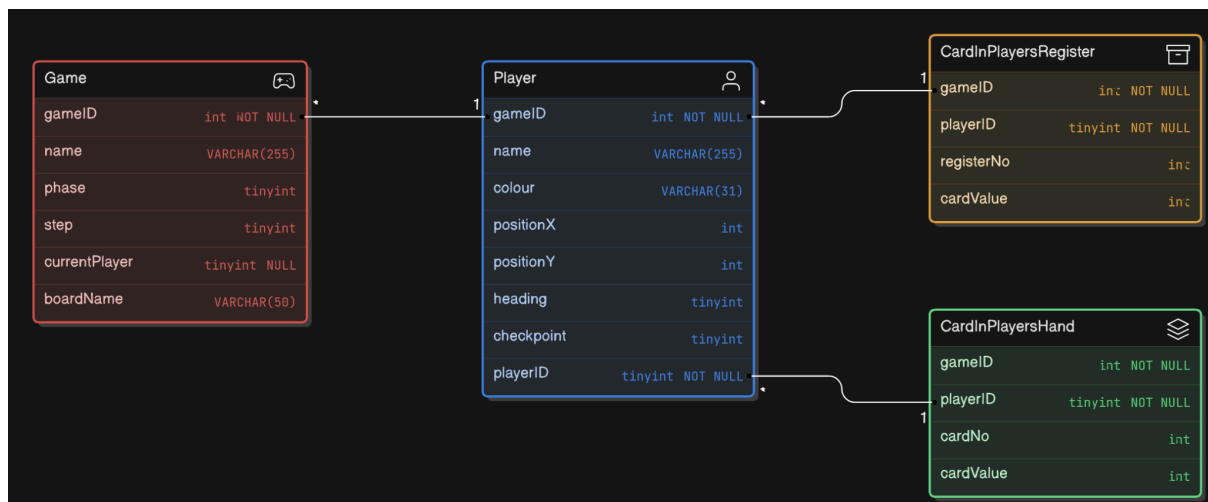 Game
gameID int NOT NULL
name VARCHAR(255)
phase tinyint
step tinyint
currentPlayer tinyint NULL
boardName VARCHAR(50)
*
1
Player
gameID int NOT NULL
name VARCHAR(255)
colour VARCHAR(31)
positionX int
positionY int
heading tinyint
checkpoint tinyint
playerID tinyint NOT NULL
*
1
CardInPlayersRegister
gameID int NOT NULL
playerID tinyint NOT NULL
registerNo int
cardValue int
*
1
CardInPlayersHand
gameID int NOT NULL
playerID tinyint NOT NULL
cardNo int
cardValue int